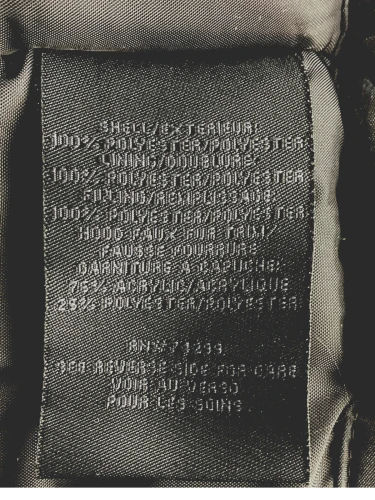 SHELL/EXTERIEUR:
100% POLYESTER/POLYESTER
LINING/DOUBLURE:
100% POLYESTER/POLYESTER
FILLING/REMPLISSAGE:
100% POLYESTER/POLYESTER
HOOD FAUX FUR TRIM/
FAUSSE FOURRURE
GARNITURE A CAPUCHE:
75% ACRYLIC/ACRYLIQUE
25% POLYESTER/POLYESTER
SEE REVERSE SIDE FOR CARE
VOIR AU VERSO
POUR LES SOINS